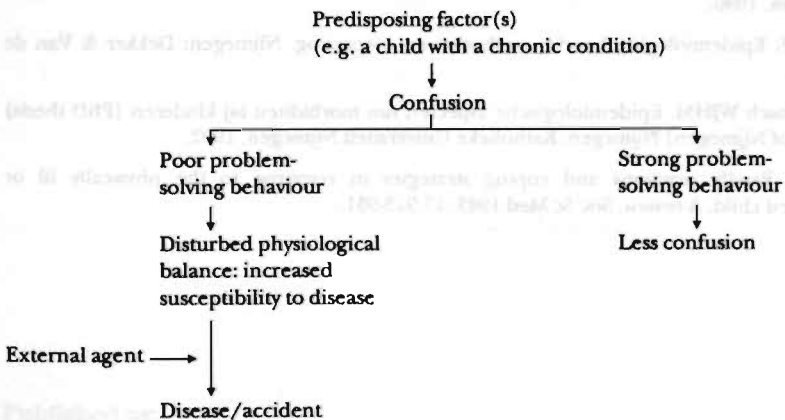 Predisposing factor(s)
(e.g. a child with a chronic condition)
Confusion
Poor problem-
solving behaviour
Strong problem-
solving behaviour
Disturbed physiological
balance: increased
susceptibility to disease
Less confusion
External agent
Disease/accident